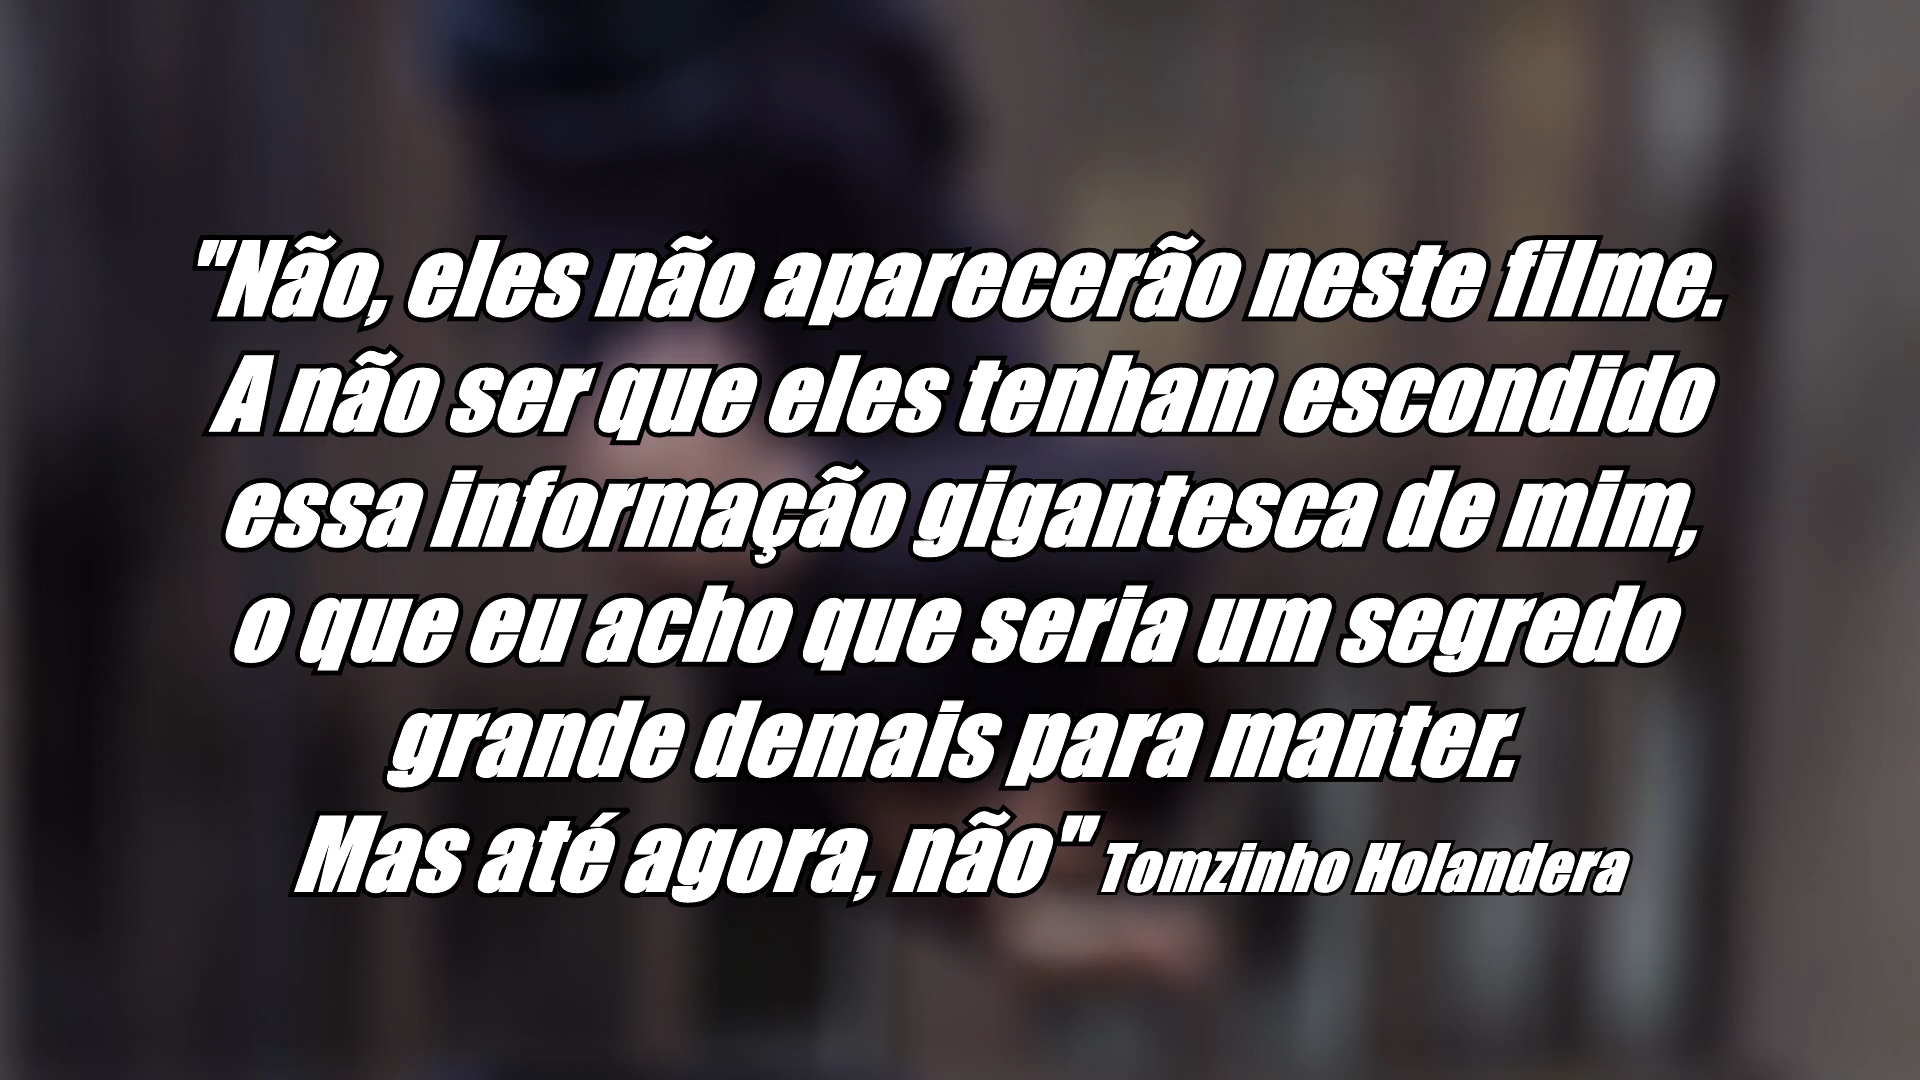 "Não, eles não aparecerão neste filme.
A não ser que eles tenham escondido
essa informação gigantesca de mim,
o que eu acho que seria um segredo
grande demais para manter.
Mas até agora, não" Tomzinho Holandera